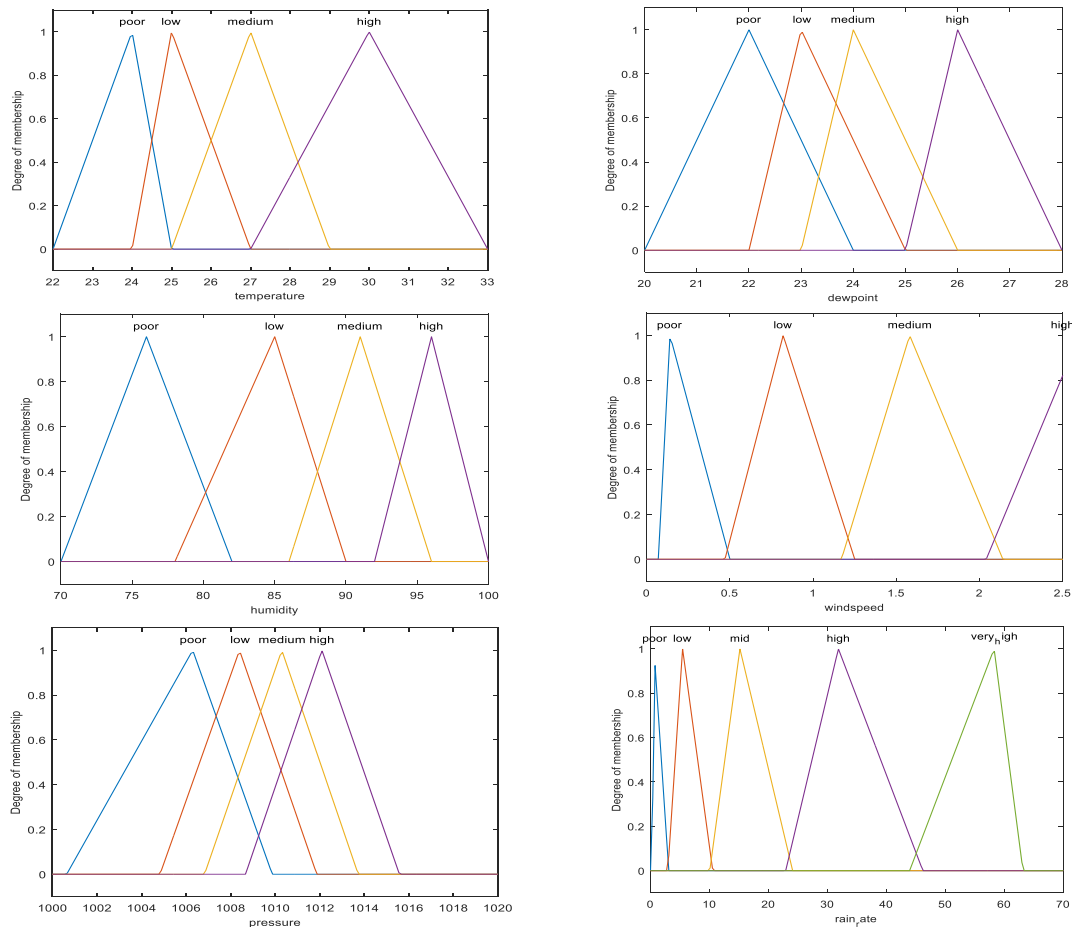 poor low medium high
1
0.8
0.6
0.4
0.2
0
Degree of membership
22 23 24 25 26 27 28 29 30 31 32 33
temperature
poor low medium high
1
0.8
0.6
0.4
0.2
0
Degree of membership
20 21 22 23 24 25 26 27 28
dewpoint
poor low medium high
1
0.8
0.6
0.4
0.2
0
Degree of membership
70 75 80 85 90 95 100
humidity
poor low medium high
1
0.8
0.6
0.4
0.2
0
Degree of membership
0 0.5 1 1.5 2 2.5
windspeed
poor low medium high
1
0.8
0.6
0.4
0.2
0
Degree of membership
1000 1002 1004 1006 1008 1010 1012 1014 1016 1018 1020
pressure
poor low mid high very_high
1
0.8
0.6
0.4
0.2
0
Degree of membership
0 10 20 30 40 50 60 70
rain_rate